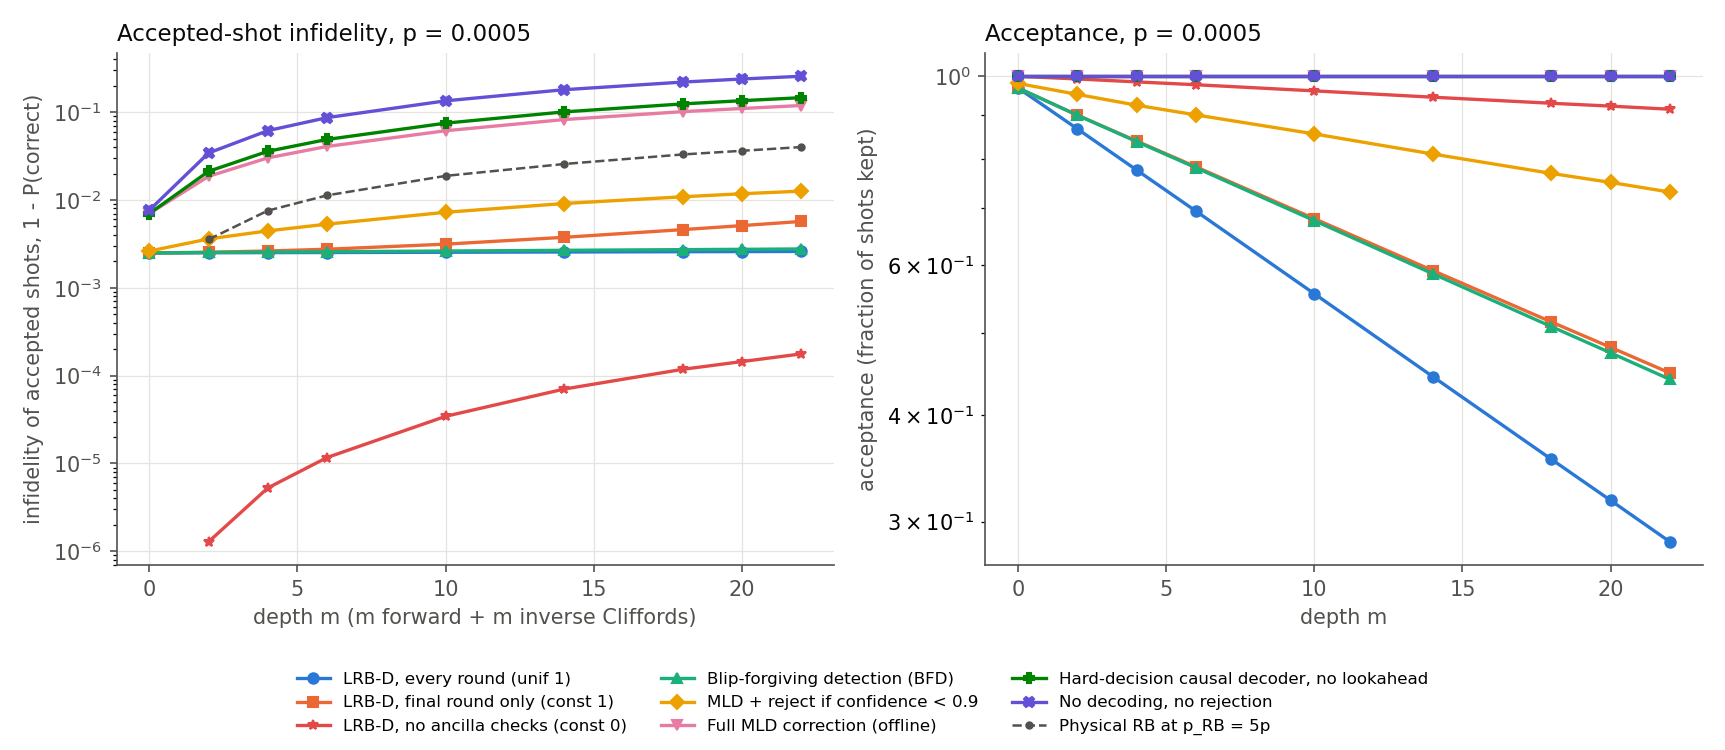 Accepted-shot infidelity, p = 0.0005
infidelity of accepted shots, 1 - P(correct)
10⁻¹
10⁻²
10⁻³
10⁻⁴
10⁻⁵
10⁻⁶
0 5 10 15 20
depth m (m forward + m inverse Cliffords)
Acceptance, p = 0.0005
acceptance (fraction of shots kept)
10⁰
6 × 10⁻¹
4 × 10⁻¹
3 × 10⁻¹
0 5 10 15 20
depth m
LRB-D, every round (unif 1)
LRB-D, final round only (const 1)
LRB-D, no ancilla checks (const 0)
Blip-forgiving detection (BFD)
MLD + reject if confidence < 0.9
Full MLD correction (offline)
Hard-decision causal decoder, no lookahead
No decoding, no rejection
Physical RB at p_RB = 5p